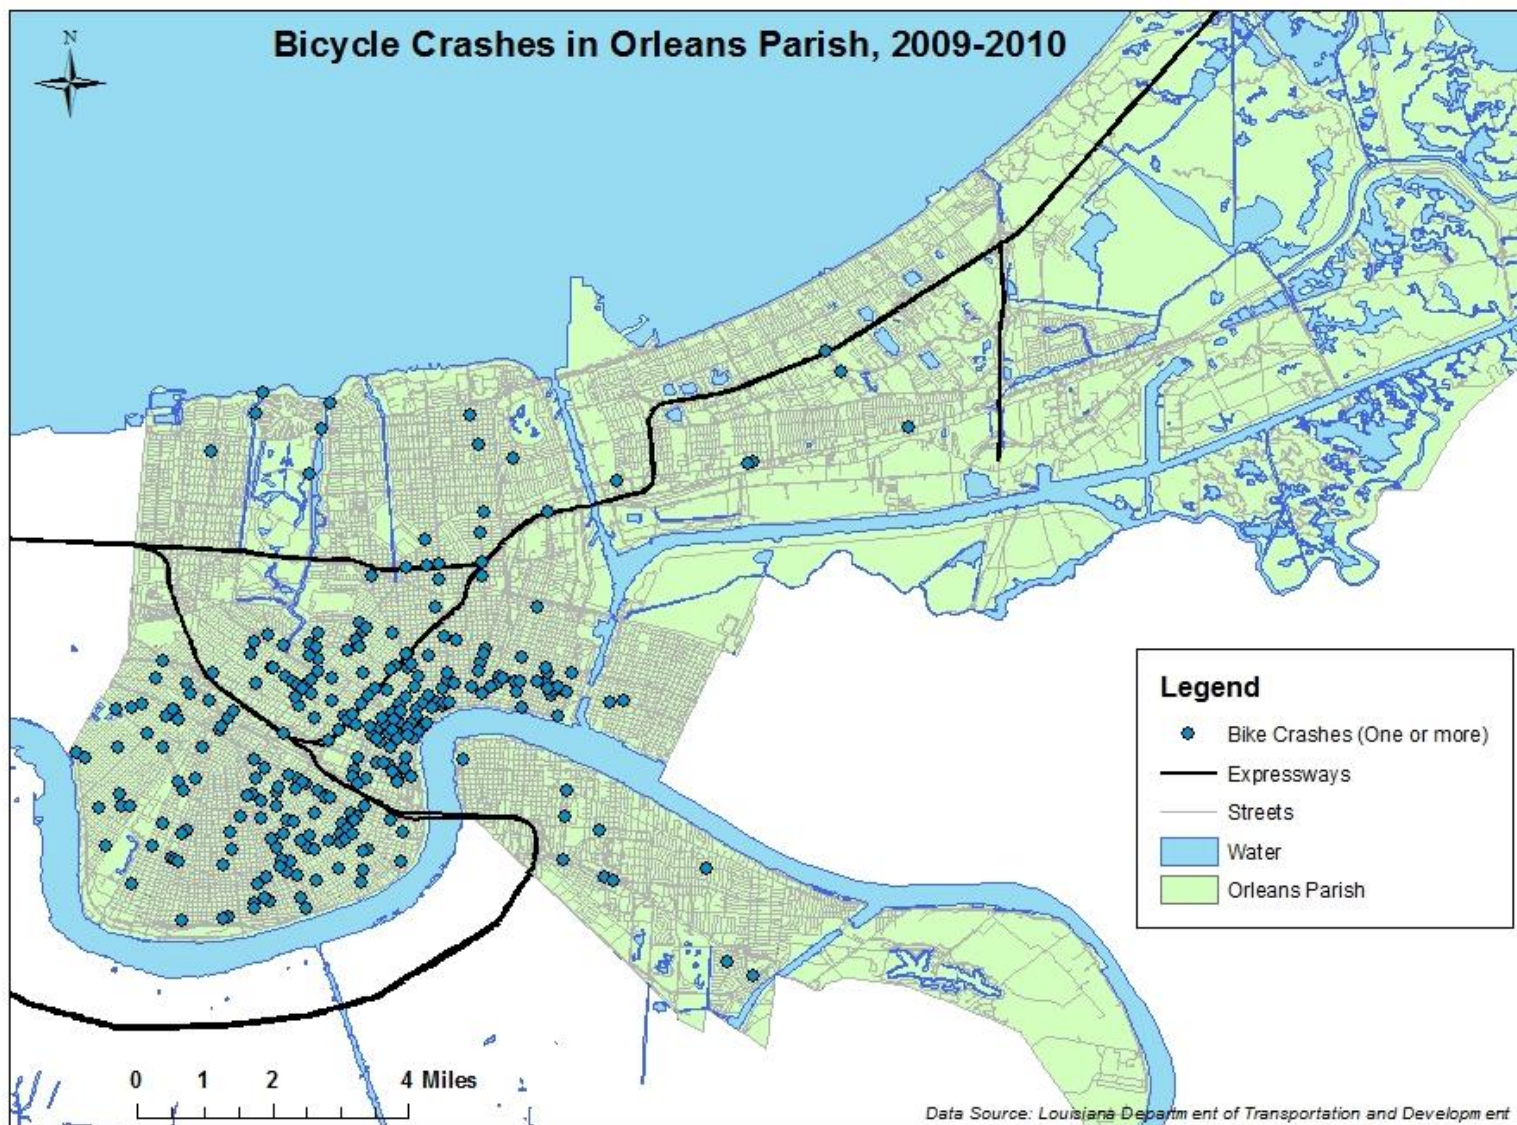 Bicycle Crashes in Orleans Parish, 2009-2010
N
Legend
Bike Crashes (One or more)
Expressways
Streets
Water
Orleans Parish
0 1 2 4 Miles
Data Source: Louisiana Department of Transportation and Development